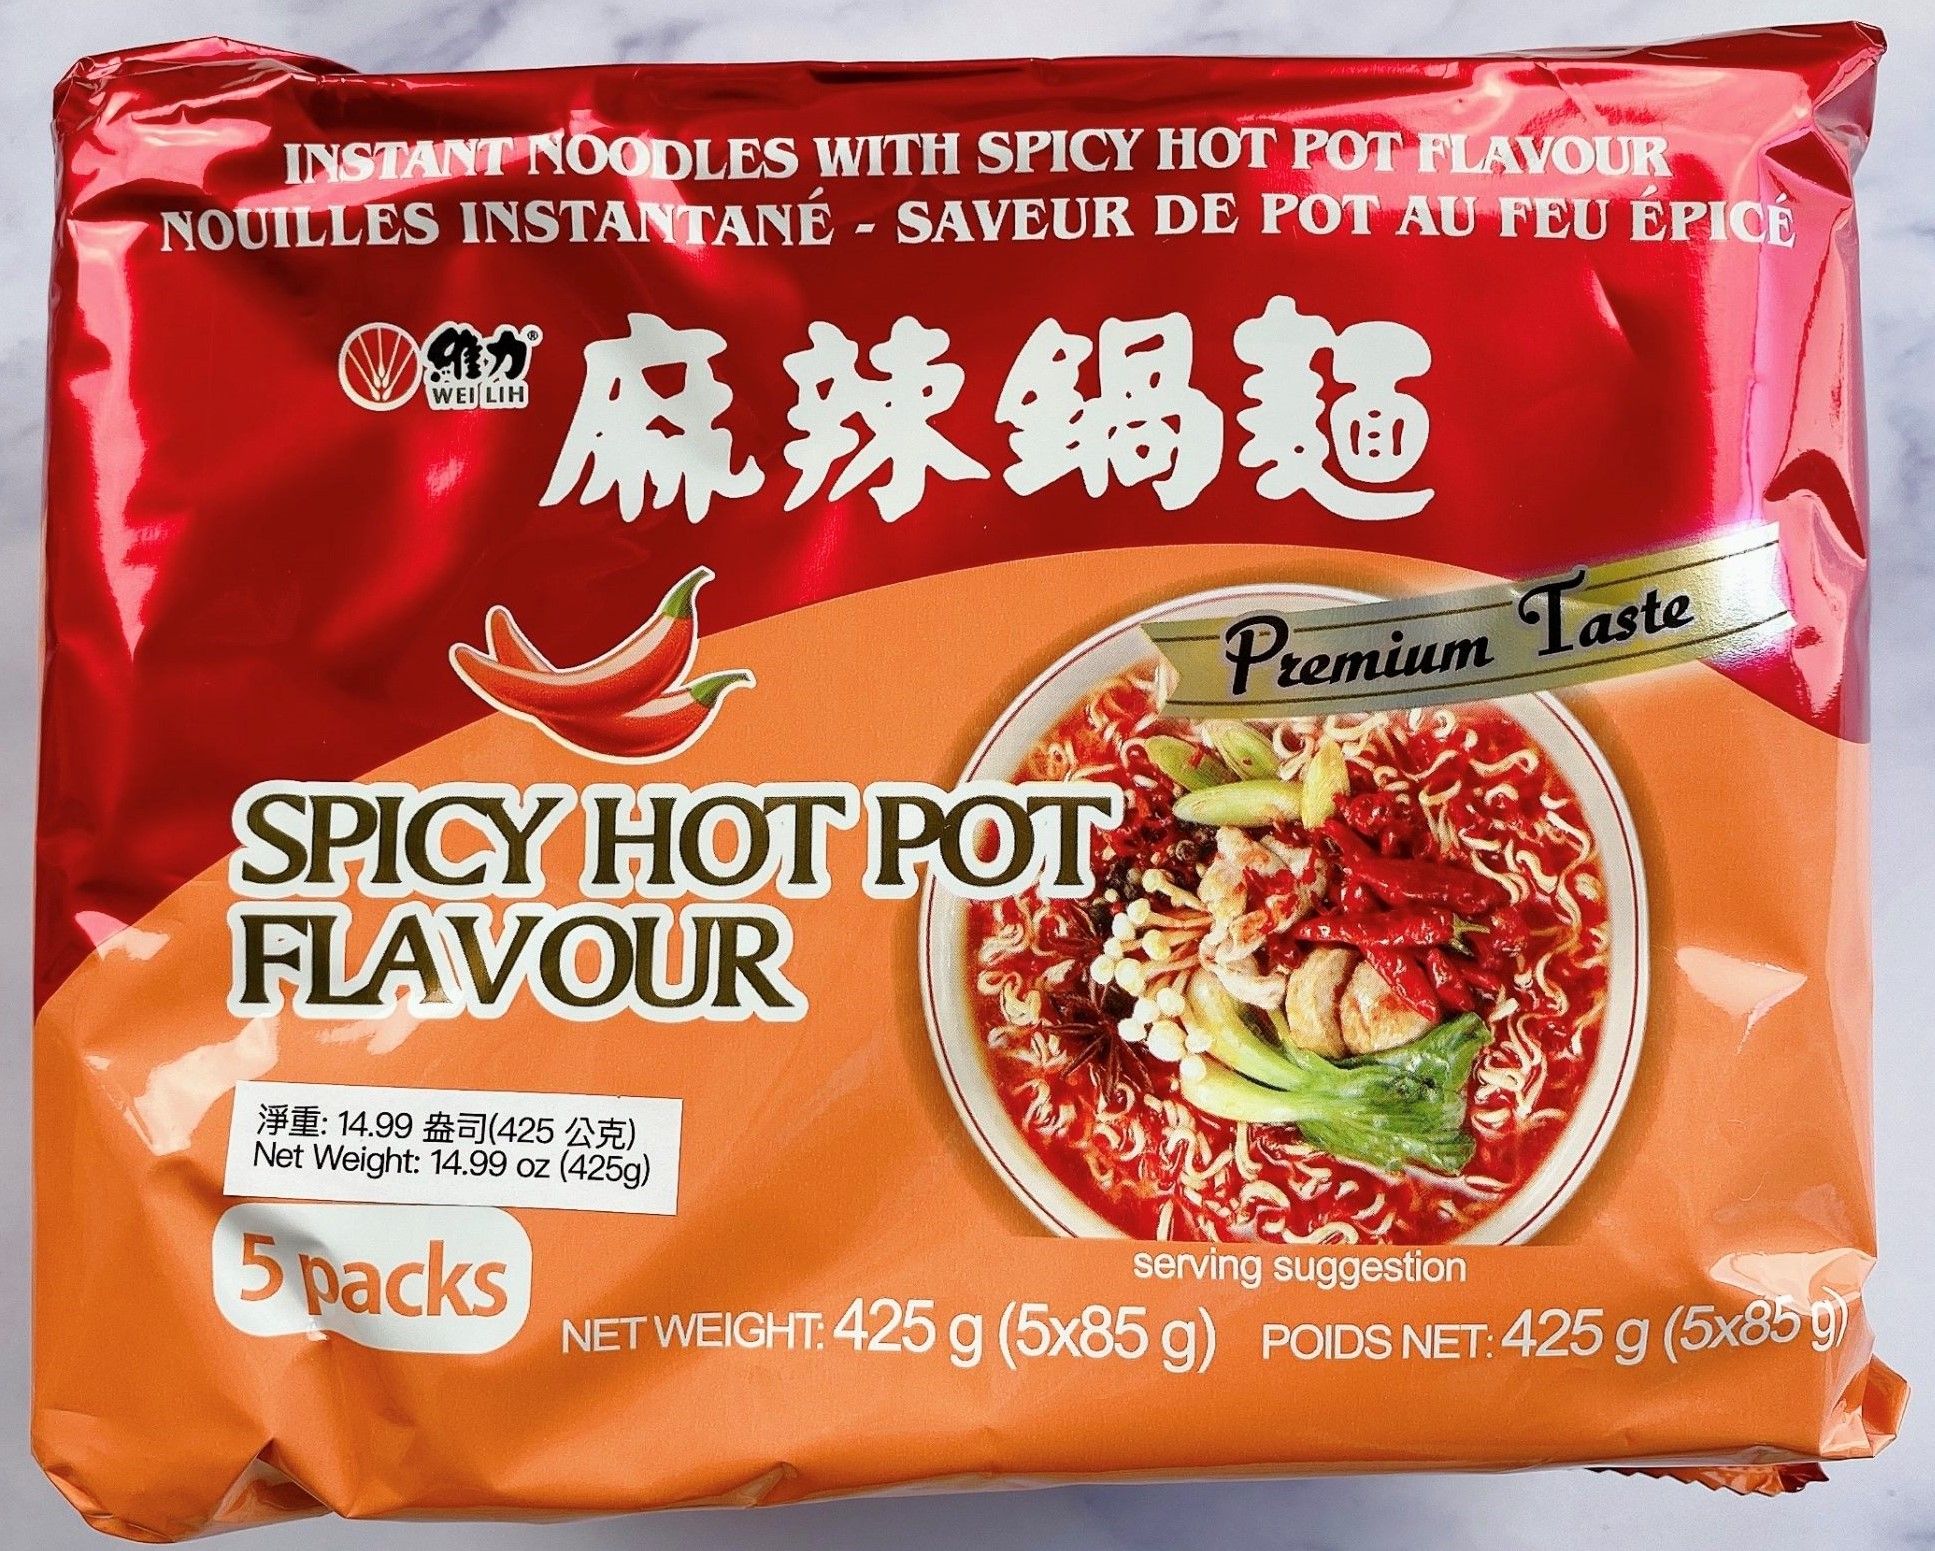 INSTANT NOODLES WITH SPICY HOT POT FLAVOUR
NOUILLES INSTANTANÉ - SAVEUR DE POT AU FEU ÉPICÉ
維力®
WEI LIH
麻辣鍋麵
Premium Taste
SPICY HOT POT
FLAVOUR
淨重: 14.99 盎司(425 公克)
Net Weight: 14.99 oz (425g)
5 packs
serving suggestion
NET WEIGHT: 425 g (5x85 g) POIDS NET: 425 g (5x85 g)